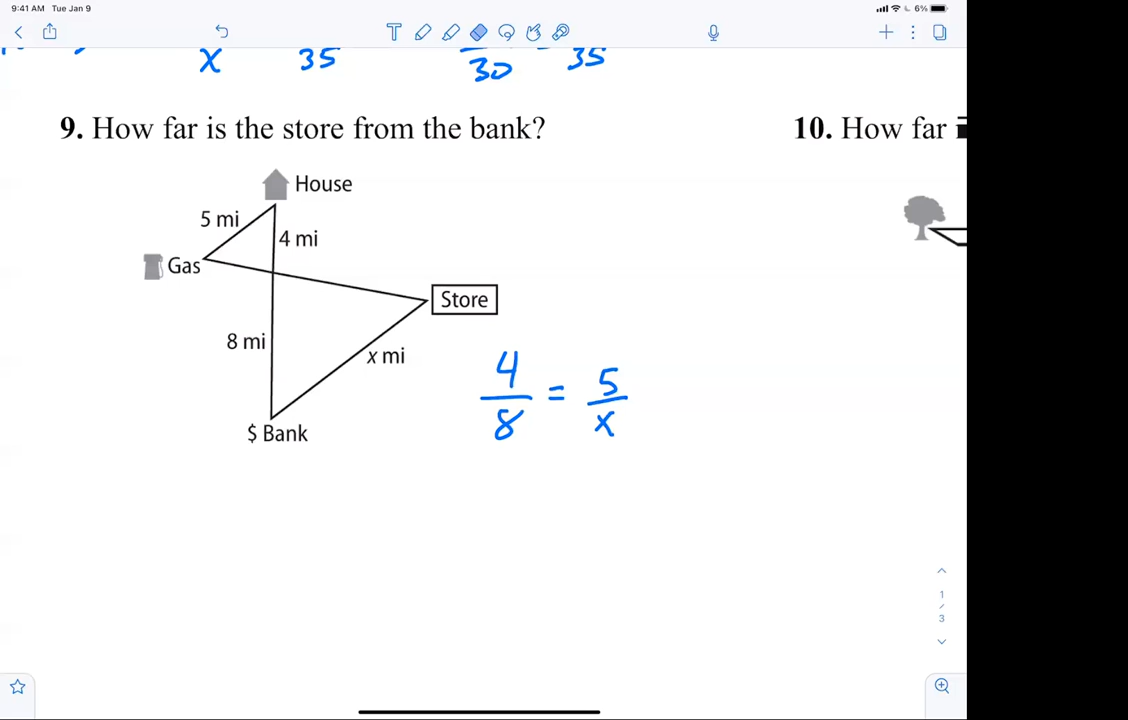 9:41 AM Tue Jan 9
6%
x 35
30 = 35
9. How far is the store from the bank?
10. How far
House
5 mi
4 mi
Gas
Store
8 mi
x mi
$ Bank
4/8 = 5/x
1
/
3